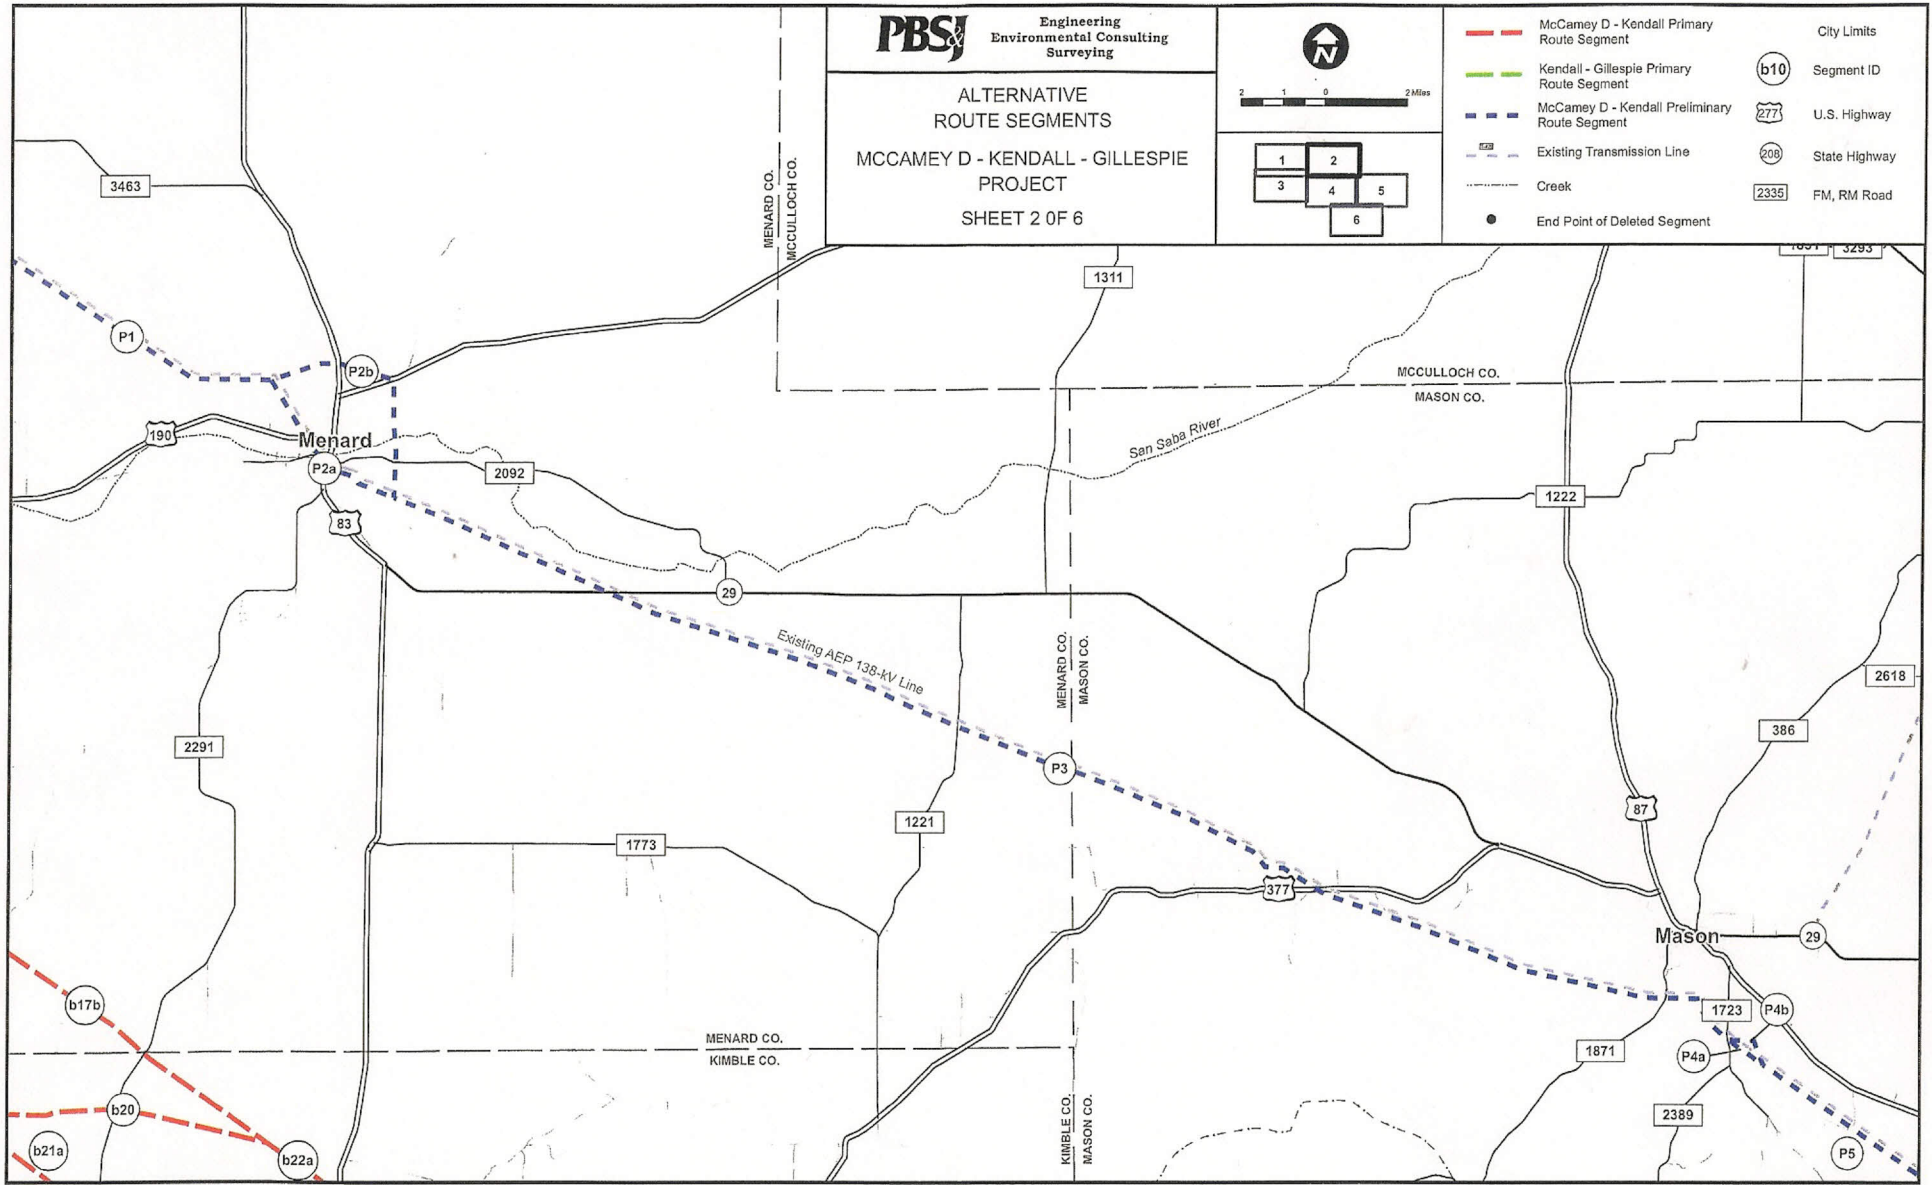 PBS&J
Engineering
Environmental Consulting
Surveying
ALTERNATIVE
ROUTE SEGMENTS
MCCAMEY D - KENDALL - GILLESPIE
PROJECT
SHEET 2 0F 6
N
2 1 0 2 Miles
1
2
3
4
5
6
McCamey D - Kendall Primary
Route Segment
Kendall - Gillespie Primary
Route Segment
McCamey D - Kendall Preliminary
Route Segment
Existing Transmission Line
Creek
End Point of Deleted Segment
City Limits
b10
Segment ID
277
U.S. Highway
208
State Highway
2335
FM, RM Road
MENARD CO.
MCCULLOCH CO.
3463
1311
3293
P1
P2b
MCCULLOCH CO.
MASON CO.
190
Menard
P2a
2092
San Saba River
1222
83
29
Existing AEP 138-kV Line
MENARD CO.
MASON CO.
2618
2291
386
P3
87
1221
1773
377
Mason
29
b17b
1723
P4b
MENARD CO.
KIMBLE CO.
1871
P4a
b20
2389
KIMBLE CO.
MASON CO.
b21a
b22a
P5